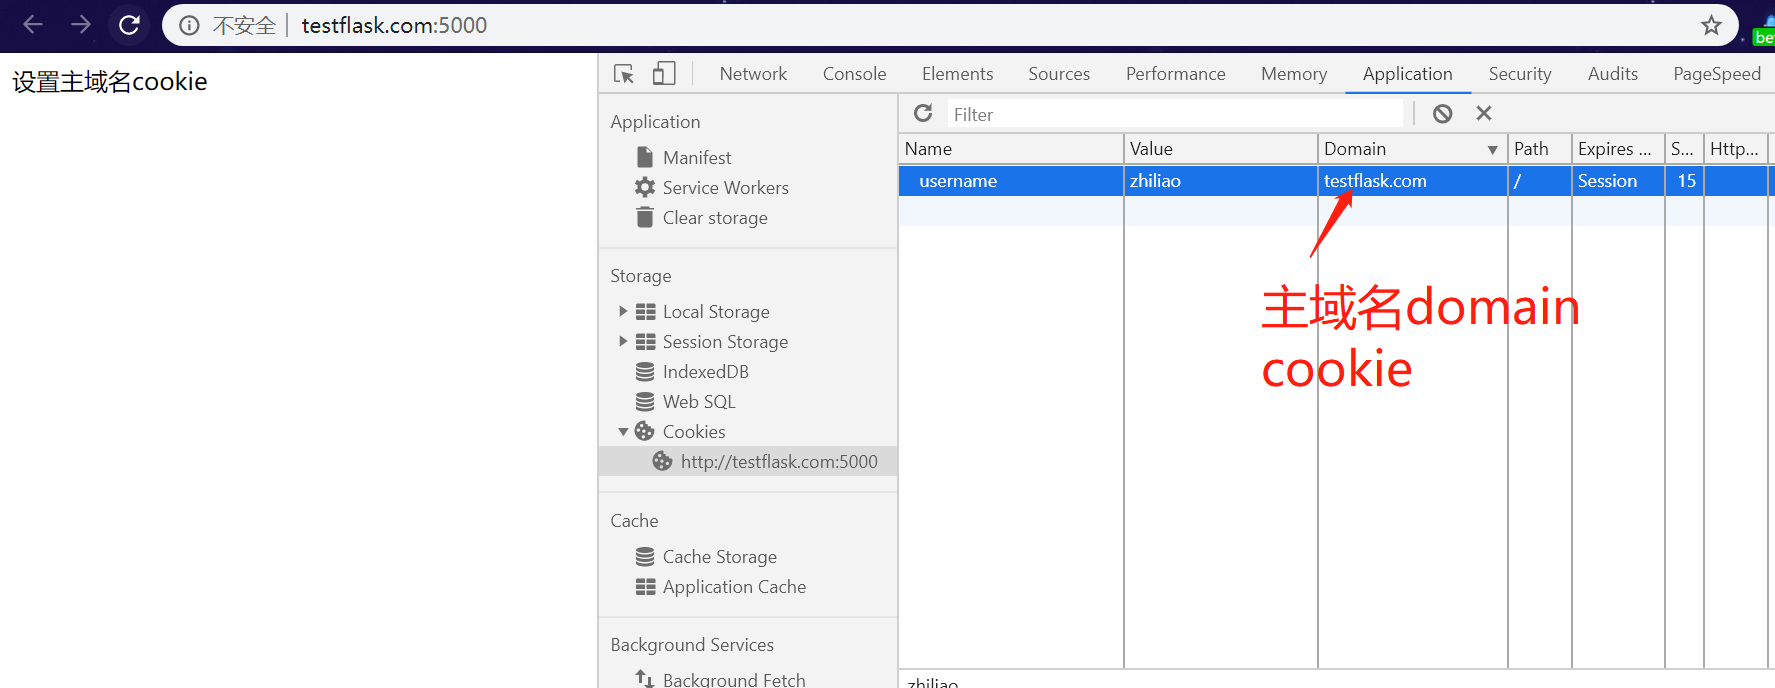 不安全 | testflask.com:5000
be
设置主域名cookie
Network Console Elements Sources Performance Memory Application Security Audits PageSpeed
Application
Manifest
Service Workers
Clear storage
Storage
Local Storage
Session Storage
IndexedDB
Web SQL
Cookies
http://testflask.com:5000
Cache
Cache Storage
Application Cache
Background Services
Background Fetch
Filter
Name Value Domain Path Expires ... S... Http...
username zhiliao testflask.com / Session 15
主域名domain
cookie
zhiliao